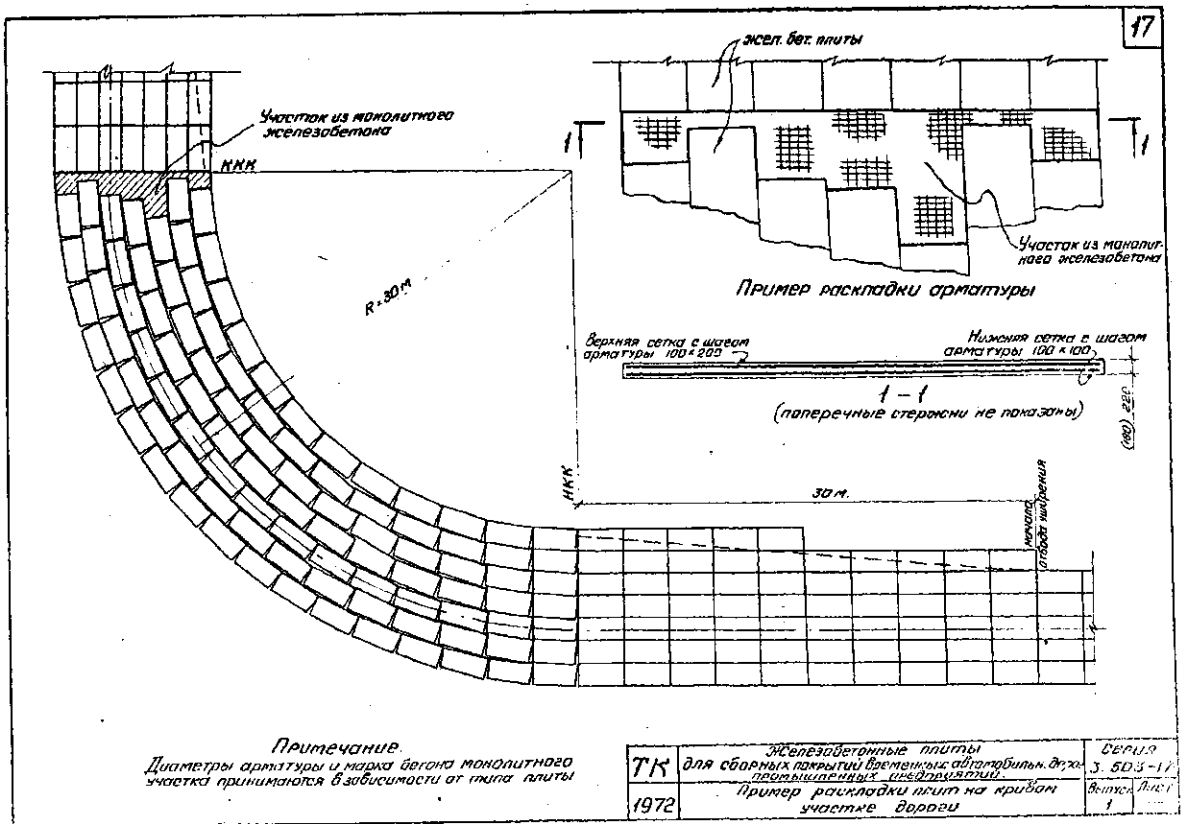 17
жел. бет. плиты
Участок из монолитного
железобетона
ККК
1
1
R=30м
Участок из монолит-
ного железобетона
Пример раскладки арматуры
Верхняя сетка с шагом
арматуры 100×200
Нижняя сетка с шагом
арматуры 100×100
1-1
(поперечные стержни не показаны)
(180) 220
НКК
30 м.
начало
отвода уширения
Примечание.
Диаметры арматуры и марка бетона монолитного
участка принимаются в зависимости от типа плиты
ТК
1972
Железобетонные плиты
для сборных покрытий временных автомобильн. дорог
промышленных предприятий.
Пример раскладки плит на кривом
участке дороги
Серия
3.503-17
Выпуск
1
Лист